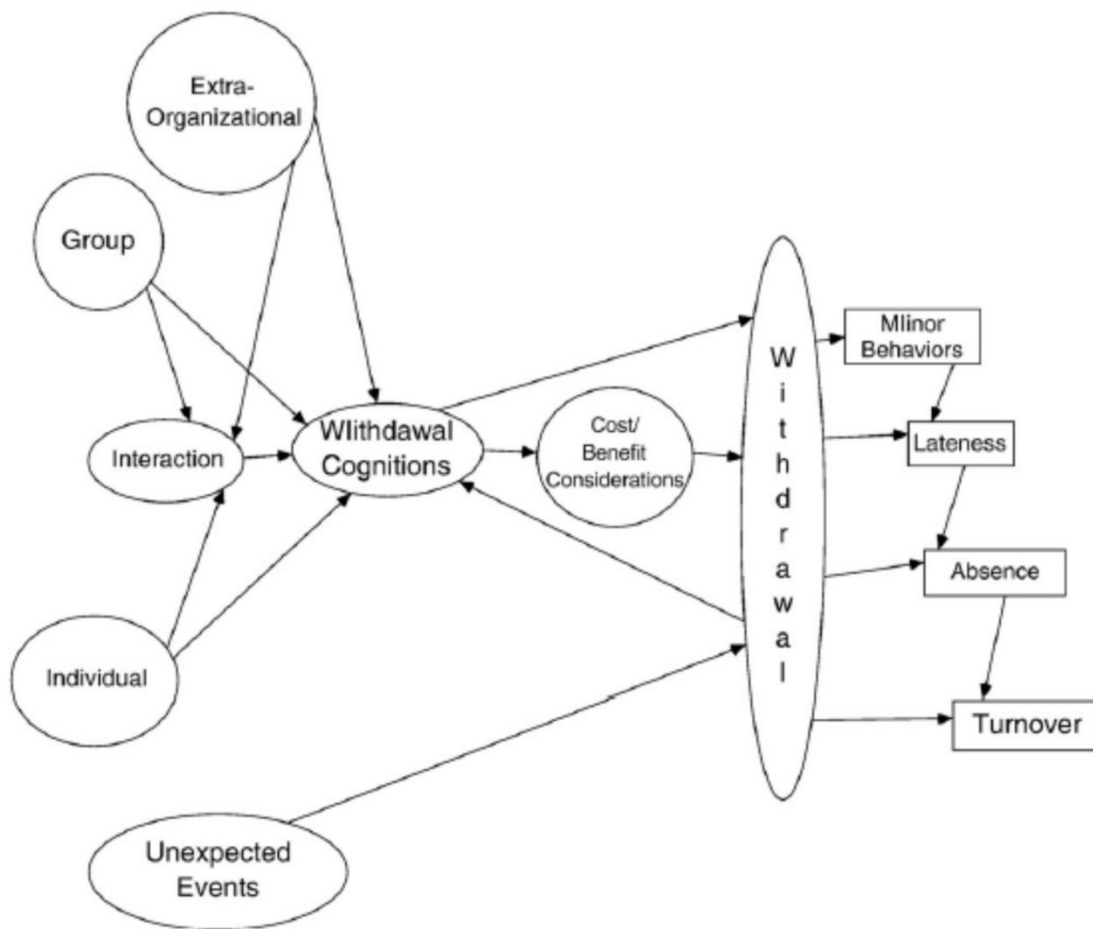 Extra-
Organizational
Group
Interaction
Wlithdawal
Cognitions
Cost/
Benefit
Considerations
Individual
Unexpected
Events
W
i
t
h
d
r
a
w
a
l
Mlinor
Behaviors
Lateness
Absence
Turnover